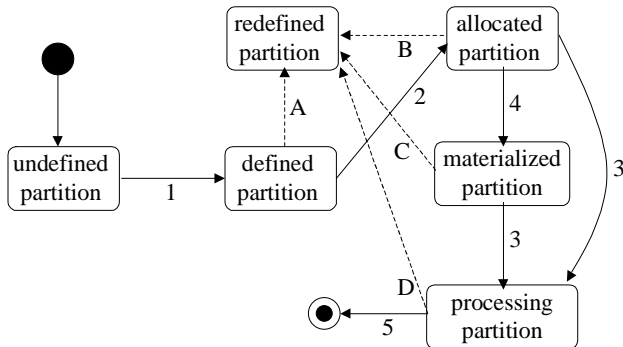 redefined
partition
allocated
partition
B
A
2
4
undefined
partition
1
defined
partition
C
materialized
partition
3
3
D
5
processing
partition